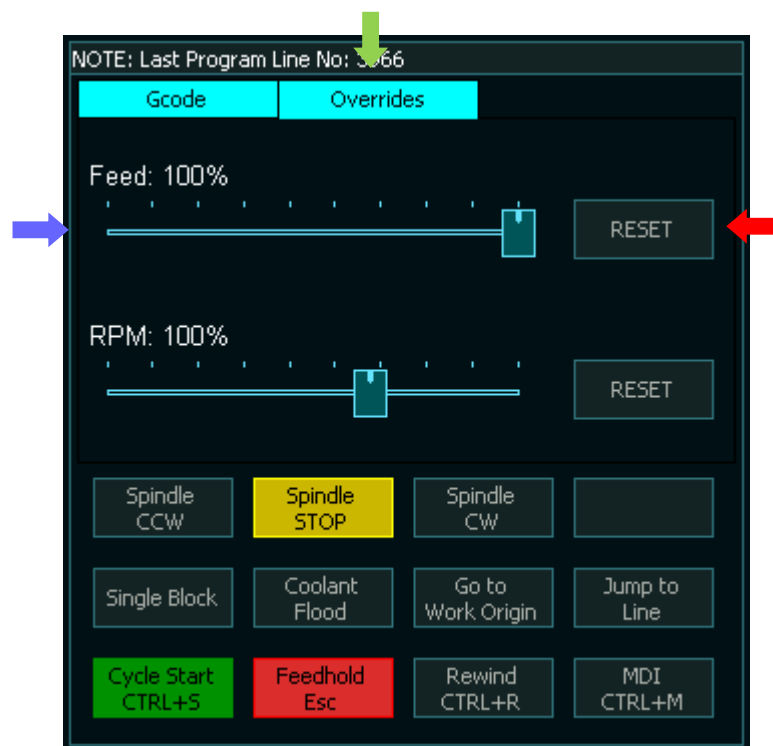 NOTE: Last Program Line No: 3966
Gcode Overrides
Feed: 100%
RESET
RPM: 100%
RESET
Spindle
CCW
Spindle
STOP
Spindle
CW
Single Block
Coolant
Flood
Go to
Work Origin
Jump to
Line
Cycle Start
CTRL+S
Feedhold
Esc
Rewind
CTRL+R
MDI
CTRL+M